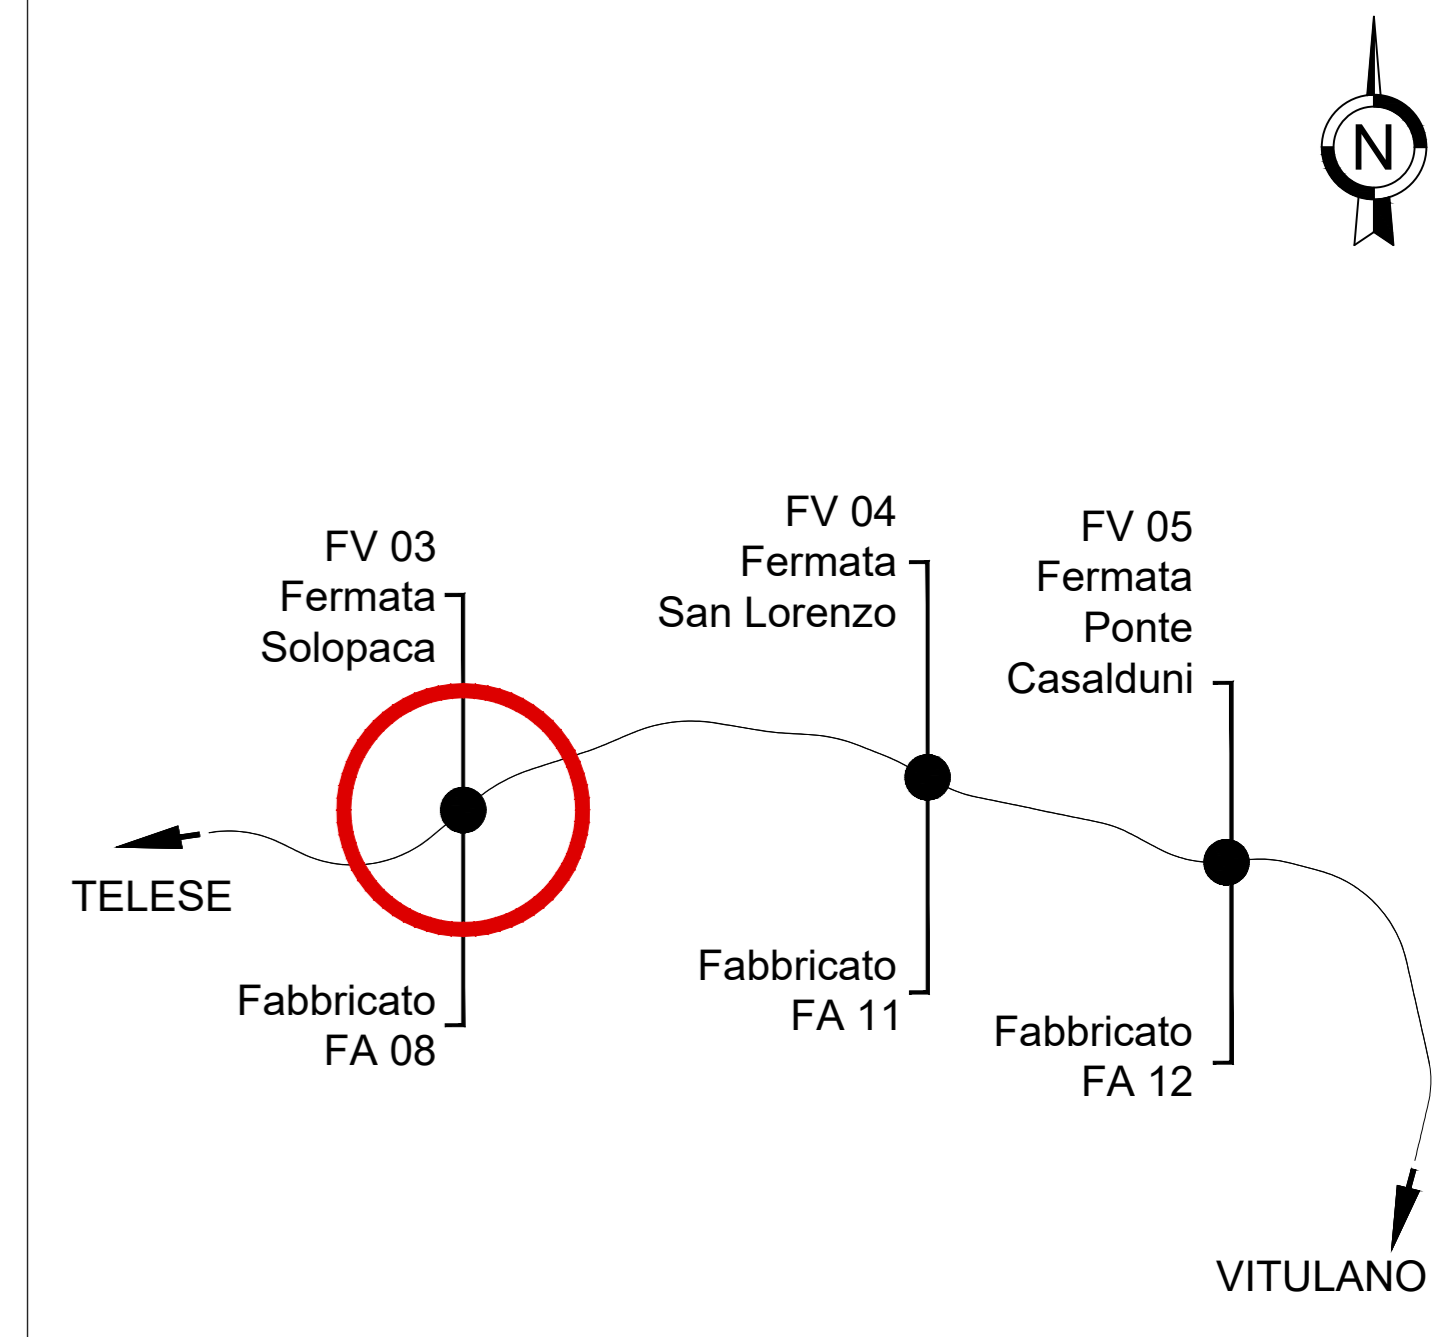 N
FV 03
Fermata
Solopaca
FV 04
Fermata
San Lorenzo
FV 05
Fermata
Ponte
Casalduni
TELESE
Fabbricato
FA 08
Fabbricato
FA 11
Fabbricato
FA 12
VITULANO